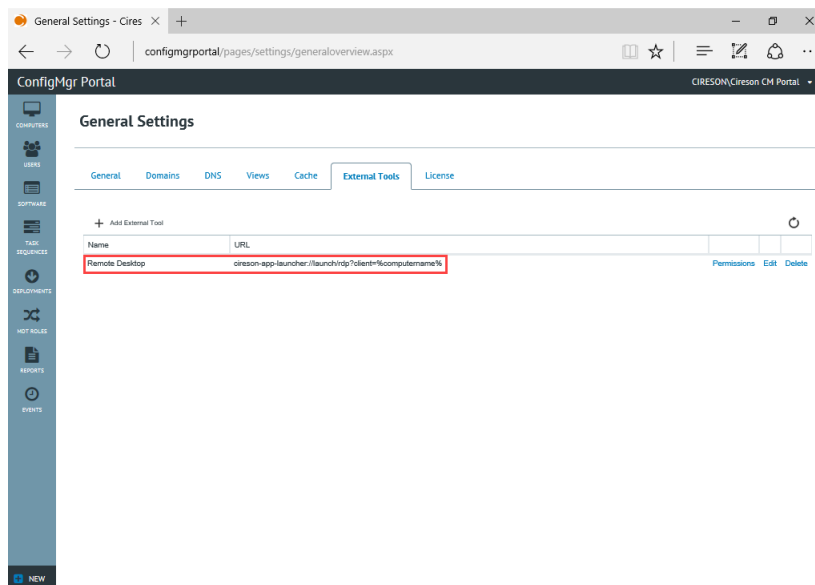 General Settings - Cires
configmgrportal/pages/settings/generaloverview.aspx
ConfigMgr Portal
CIRESON\Cireson CM Portal
COMPUTERS
USERS
SOFTWARE
TASK
SEQUENCES
DEPLOYMENTS
MDT ROLES
REPORTS
EVENTS
NEW
General Settings
General Domains DNS Views Cache External Tools License
Add External Tool
Name URL
Remote Desktop cireson-app-launcher://launch/rdp?client=%computername% Permissions Edit Delete